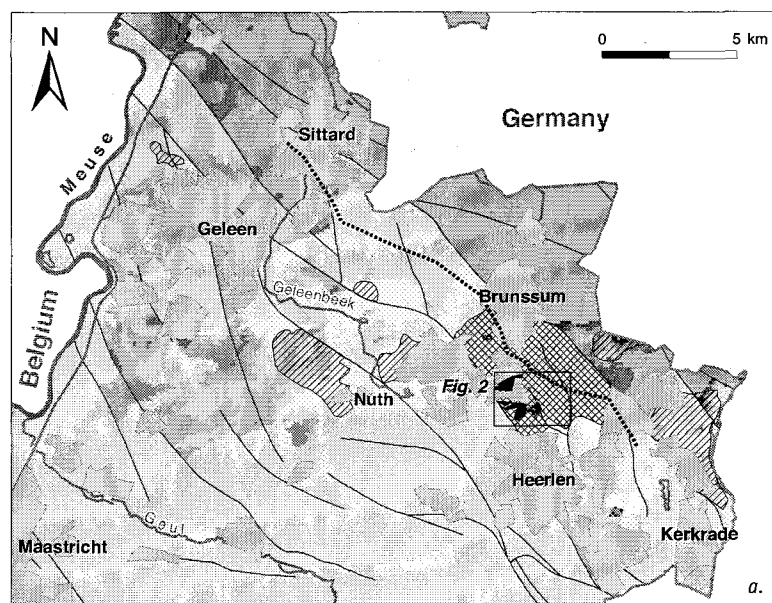 N
0 5 km
Germany
Sittard
Meuse
Geleen
Belgium
Geleenbeek
Brunssum
Fig. 2
Nuth
Heerlen
Geul
Maastricht
Kerkrade
a.